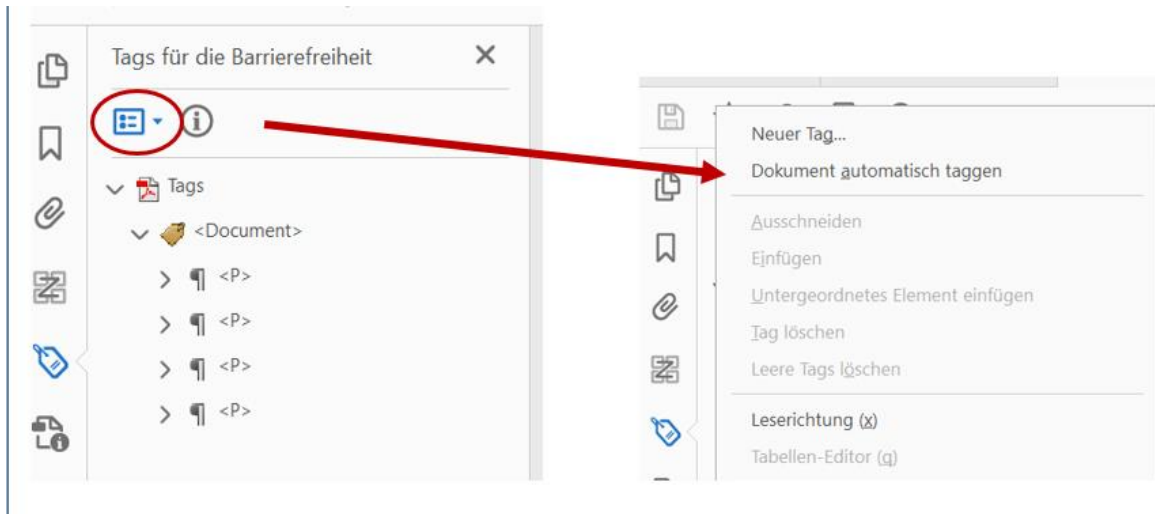 Tags für die Barrierefreiheit
Tags
<Document>
<P>
<P>
<P>
<P>
Neuer Tag...
Dokument automatisch taggen
Ausschneiden
Einfügen
Untergeordnetes Element einfügen
Tag löschen
Leere Tags löschen
Leserichtung (x)
Tabellen-Editor (q)